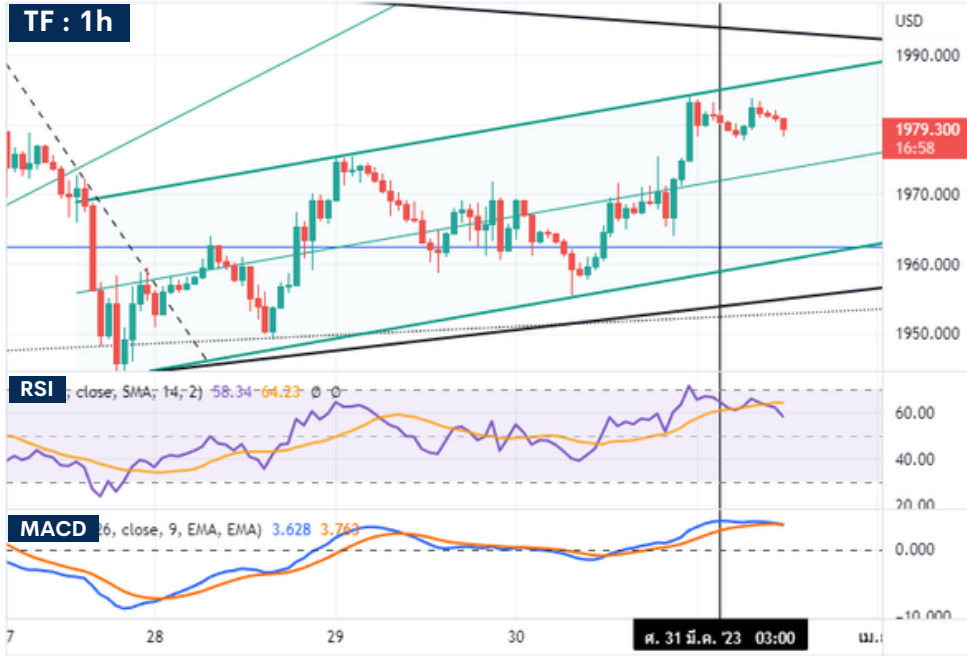 TF : 1h
USD
1990.000
1979.300
16:58
1970.000
1960.000
1950.000
RSI , close, SMA, 14, 2) 58.34 64.23 Ø Ø
60.00
40.00
20.00
MACD 26, close, 9, EMA, EMA) 3.628 3.763
0.000
-10.000
7 28 29 30 ศ. 31 มี.ค. '23 03:00 เม.